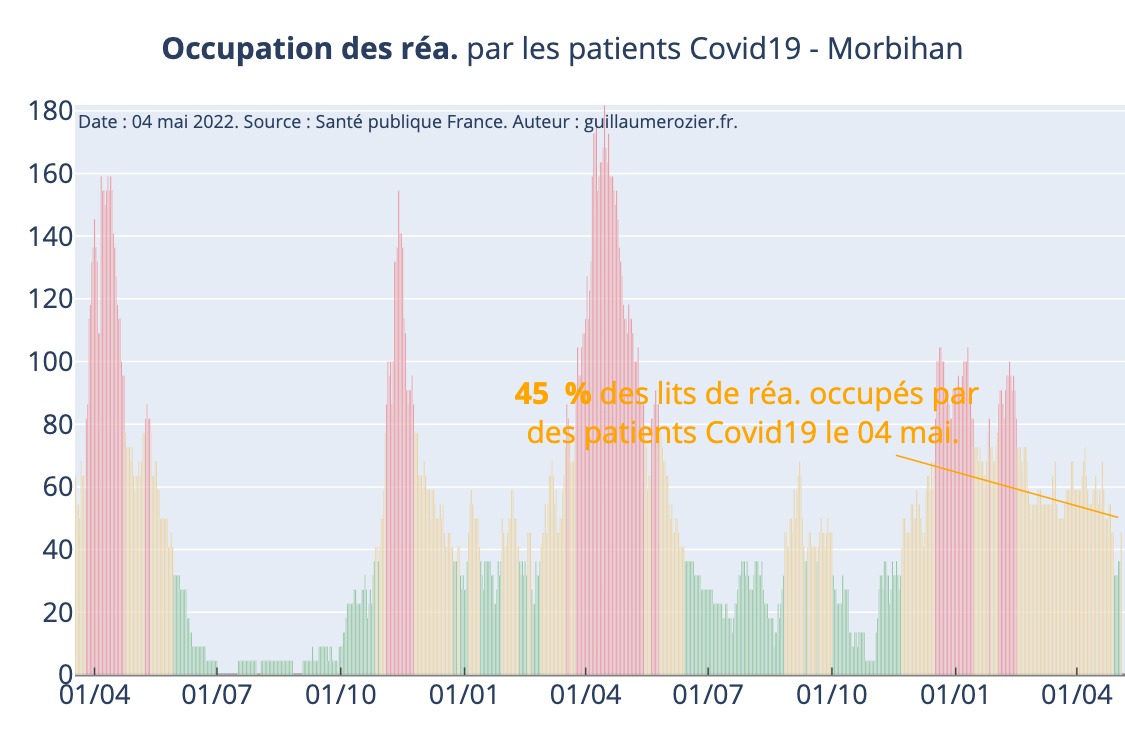 Occupation des réa. par les patients Covid19 - Morbihan
180
Date : 04 mai 2022. Source : Santé publique France. Auteur : guillaumerozier.fr.
160
140
120
100
45 % des lits de réa. occupés par
des patients Covid19 le 04 mai.
80
60
40
20
0
01/04 01/07 01/10 01/01 01/04 01/07 01/10 01/01 01/04